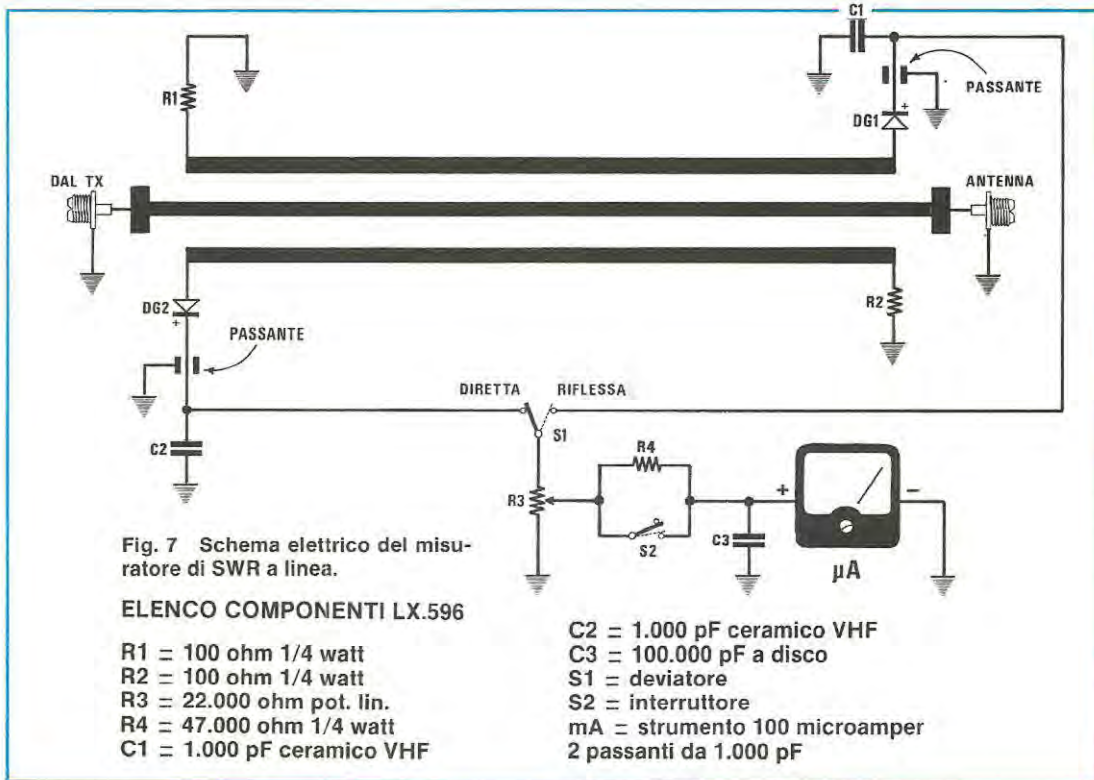 C1
R1
PASSANTE
+
DG1
DAL TX
ANTENNA
DG2
+
R2
PASSANTE
DIRETTA
RIFLESSA
S1
C2
R4
R3
S2
C3
+
−
µA
Fig. 7 Schema elettrico del misu-
ratore di SWR a linea.
ELENCO COMPONENTI LX.596
R1 = 100 ohm 1/4 watt
R2 = 100 ohm 1/4 watt
R3 = 22.000 ohm pot. lin.
R4 = 47.000 ohm 1/4 watt
C1 = 1.000 pF ceramico VHF
C2 = 1.000 pF ceramico VHF
C3 = 100.000 pF a disco
S1 = deviatore
S2 = interruttore
mA = strumento 100 microamper
2 passanti da 1.000 pF